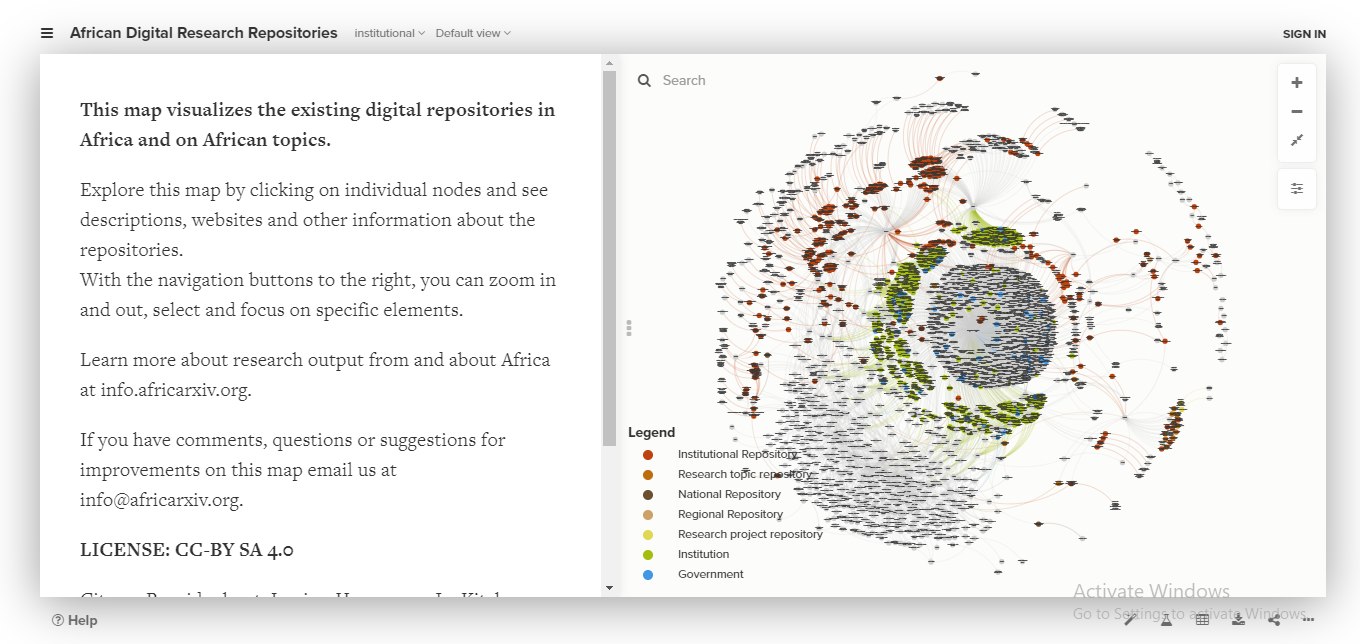 African Digital Research Repositories institutional Default view SIGN IN
This map visualizes the existing digital repositories in
Africa and on African topics.
Explore this map by clicking on individual nodes and see
descriptions, websites and other information about the
repositories.
With the navigation buttons to the right, you can zoom in
and out, select and focus on specific elements.
Learn more about research output from and about Africa
at info.africarxiv.org.
If you have comments, questions or suggestions for
improvements on this map email us at
info@africarxiv.org.
LICENSE: CC-BY SA 4.0
Search
Legend
Institutional Repository
Research topic repository
National Repository
Regional Repository
Research project repository
Institution
Government
Activate Windows
Go to Settings to activate Windows.
Help